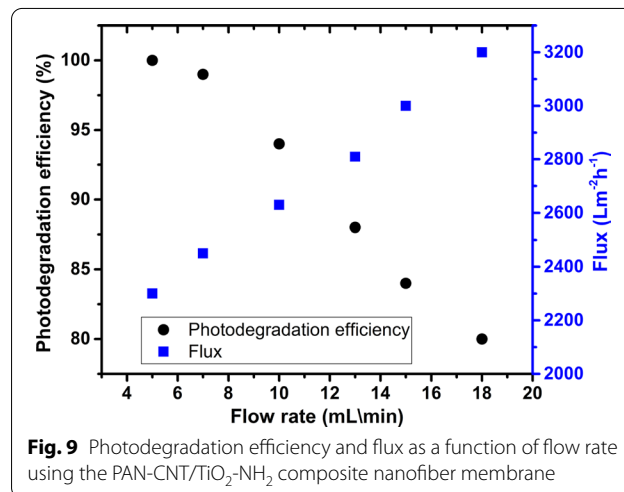 Photodegradation efficiency (%)
100
95
90
85
80
3200
3000
2800
2600
2400
2200
2000
Flux (Lm⁻²h⁻¹)
Photodegradation efficiency
Flux
4 6 8 10 12 14 16 18 20
Flow rate (mL\min)
Fig. 9 Photodegradation efficiency and flux as a function of flow rate
using the PAN-CNT/TiO₂-NH₂ composite nanofiber membrane